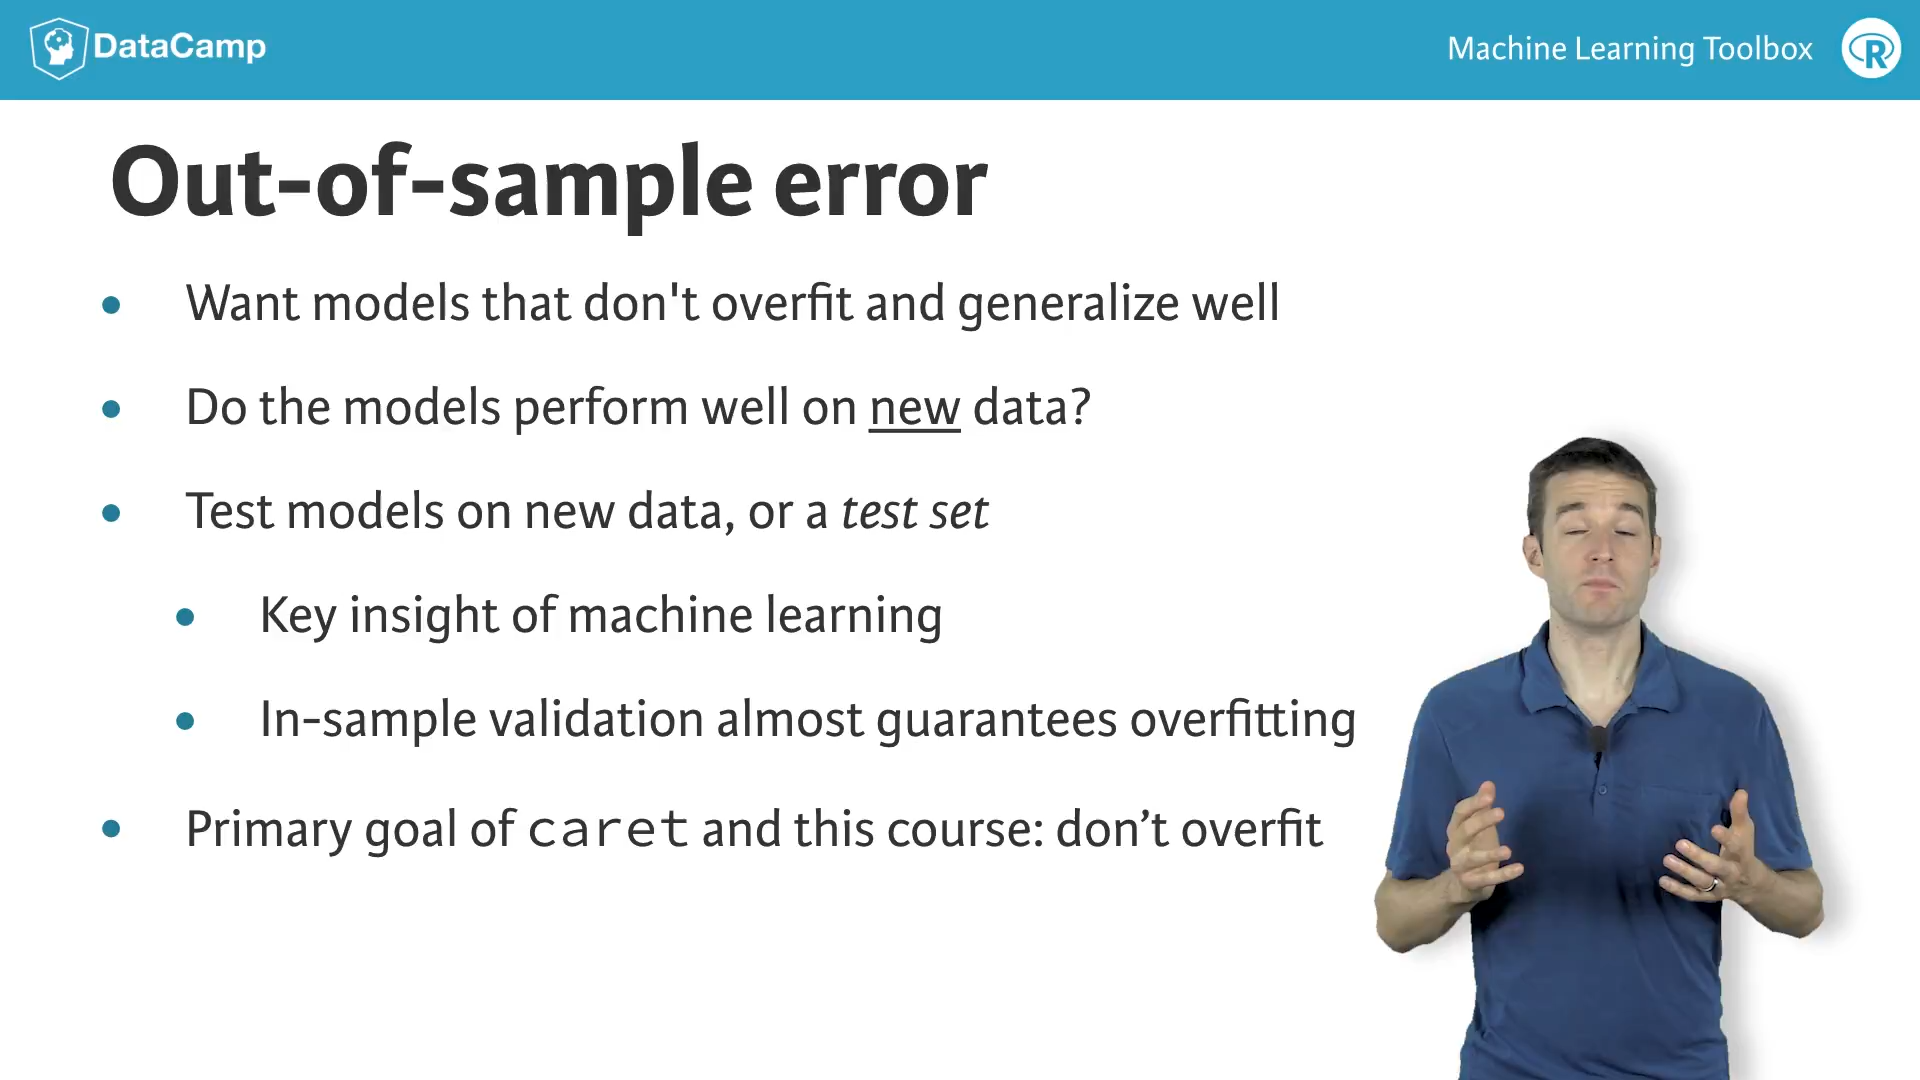 DataCamp
Machine Learning Toolbox
R
Out-of-sample error
• Want models that don't overfit and generalize well
• Do the models perform well on new data?
• Test models on new data, or a test set
• Key insight of machine learning
• In-sample validation almost guarantees overfitting
• Primary goal of caret and this course: don’t overfit